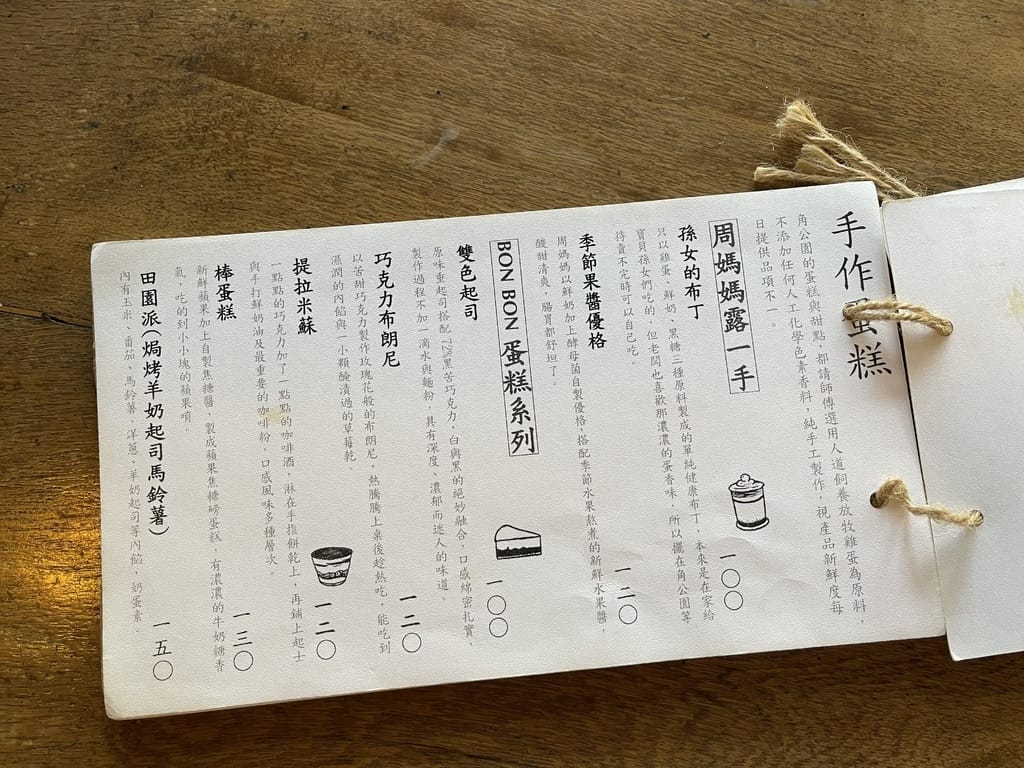 手作蛋糕
角公園的蛋糕與甜點，都請師傅選用人道飼養放牧雞蛋為原料，
不添加任何人工化學色素香料，純手工製作，視產品新鮮度每
日提供品項不一。
周媽媽露一手
孫女的布丁 一〇〇
只以雞蛋、鮮奶、黑糖三種原料製成的單純健康布丁，本來是在家給
寶貝孫女們吃的，但老闆也喜歡那濃濃的蛋香味，所以擺在角公園等
待賣不完時可以自己吃。
季節果醬優格 一二〇
周媽媽以鮮奶加上酵母菌自製優格，搭配季節水果熬煮的新鮮水果醬，
酸甜清爽，腸胃都舒坦了。
BON BON 蛋糕系列
雙色起司 一〇〇
原味重起司搭配72%黑苦巧克力，白與黑的絕妙融合，口感綿密扎實，
製作過程不加一滴水與麵粉，具有深度、濃郁而迷人的味道。
巧克力布朗尼 一二〇
以苦甜巧克力製作玫瑰花般的布朗尼，熱騰騰上桌後趁熱吃，能吃到
濕潤的內餡與一小顆醃漬過的草莓乾。
提拉米蘇 一二〇
一點點的巧克力加了一點點的咖啡酒，淋在手指餅乾上，再鋪上起士
與手打鮮奶油及最重要的咖啡粉，口感風味多種層次。
棒蛋糕 一三〇
新鮮蘋果加上自製焦糖醬，製成蘋果焦糖磅蛋糕，有濃濃的牛奶糖香
氣，吃的到小小塊的蘋果唷。
田園派（焗烤羊奶起司馬鈴薯） 一五〇
內有玉米、番茄、馬鈴薯、洋蔥、羊奶起司等內餡，奶蛋素。